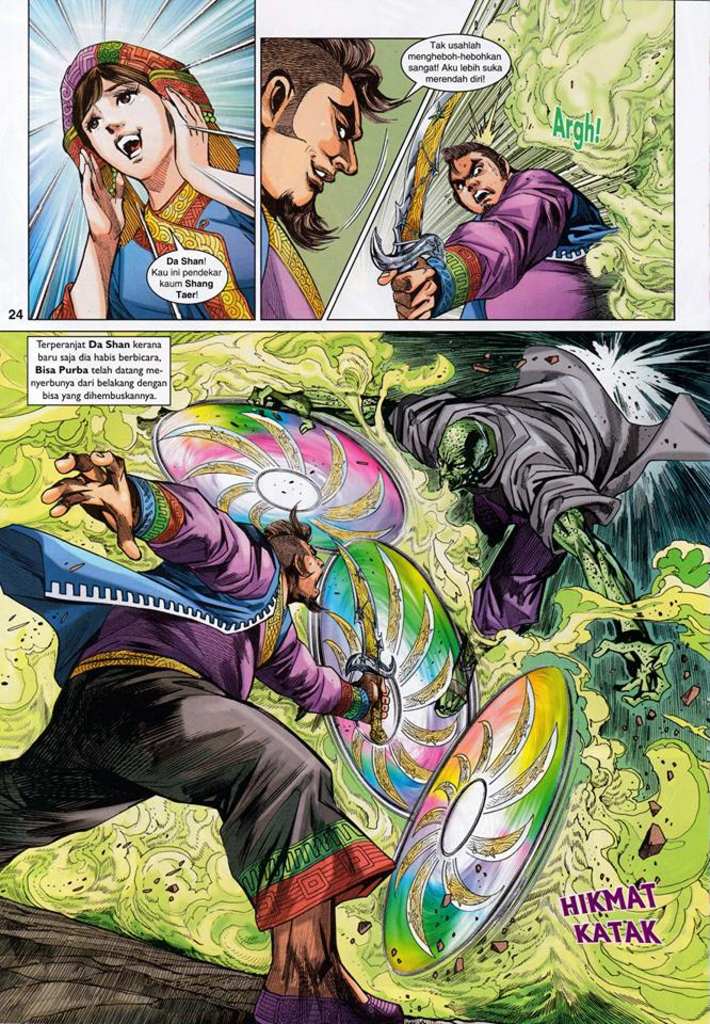 Da Shan!
Kau ini pendekar
kaum Shang
Taer!
Tak usahlah
mengheboh-hebohkan
sangat! Aku lebih suka
merendah diri!
Argh!
24
Terperanjat Da Shan kerana
baru saja dia habis berbicara,
Bisa Purba telah datang me-
nyerbunya dari belakang dengan
bisa yang dihembuskannya.
HIKMAT
KATAK